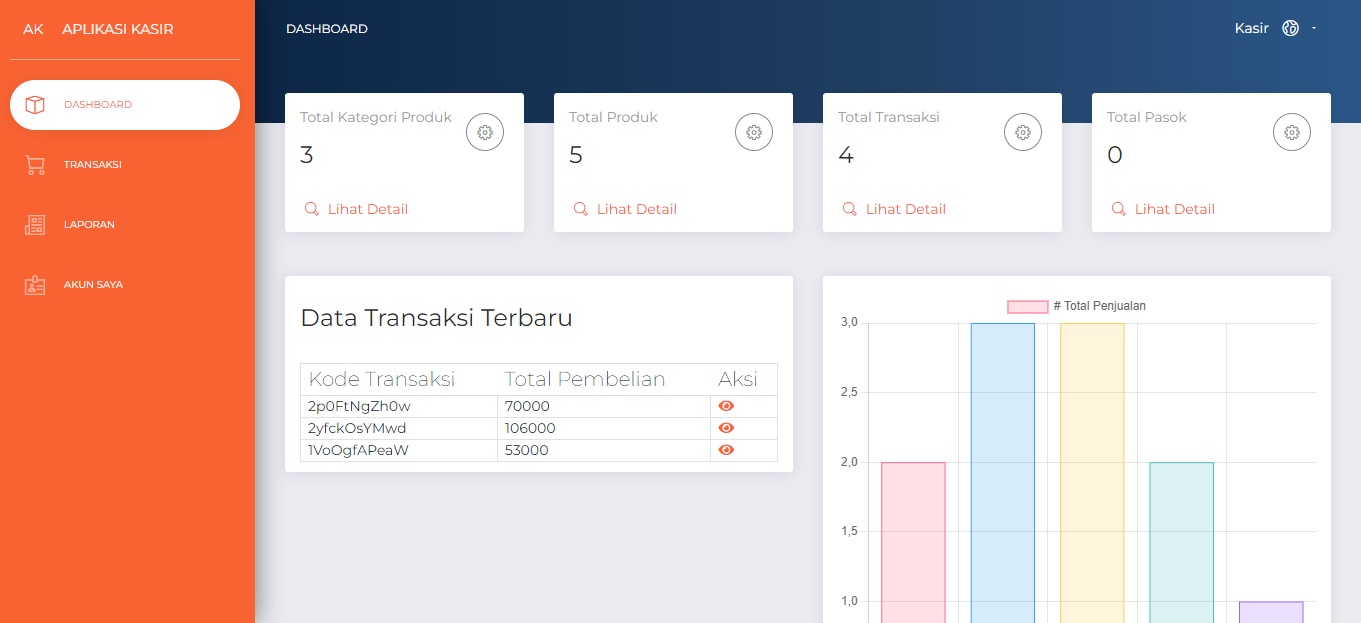 AK APLIKASI KASIR
DASHBOARD
TRANSAKSI
LAPORAN
AKUN SAYA
DASHBOARD
Kasir
Total Kategori Produk
3
Lihat Detail
Total Produk
5
Lihat Detail
Total Transaksi
4
Lihat Detail
Total Pasok
0
Lihat Detail
Data Transaksi Terbaru
Kode Transaksi Total Pembelian Aksi
2p0FtNgZh0w 70000
2yfckOsYMwd 106000
1VoOgfAPeaW 53000
# Total Penjualan
3,0
2,5
2,0
1,5
1,0